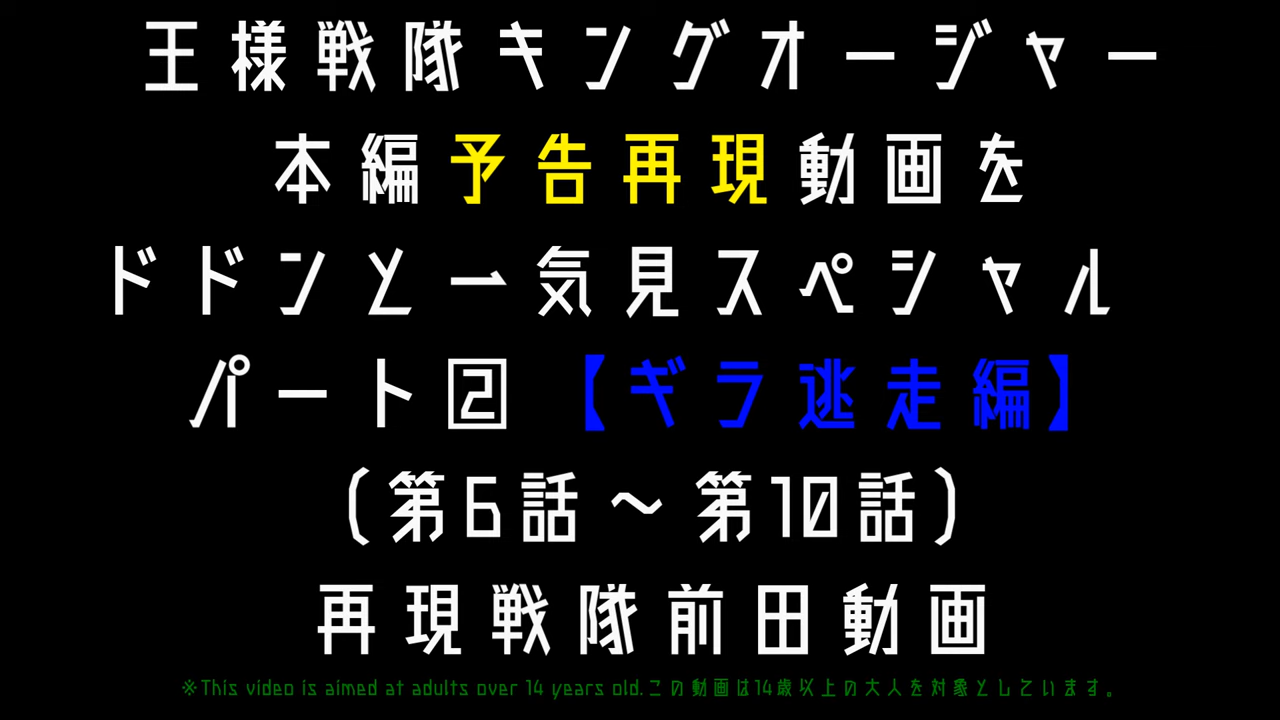 王様戦隊キングオージャー
本編予告再現動画を
ドドンと一気見スペシャル
パート2⃣ 【ギラ逃走編】
(第6話~第10話)
再現戦隊前田動画
※This video is aimed at adults over 14 years old.この動画は14歳以上の大人を対象としています。